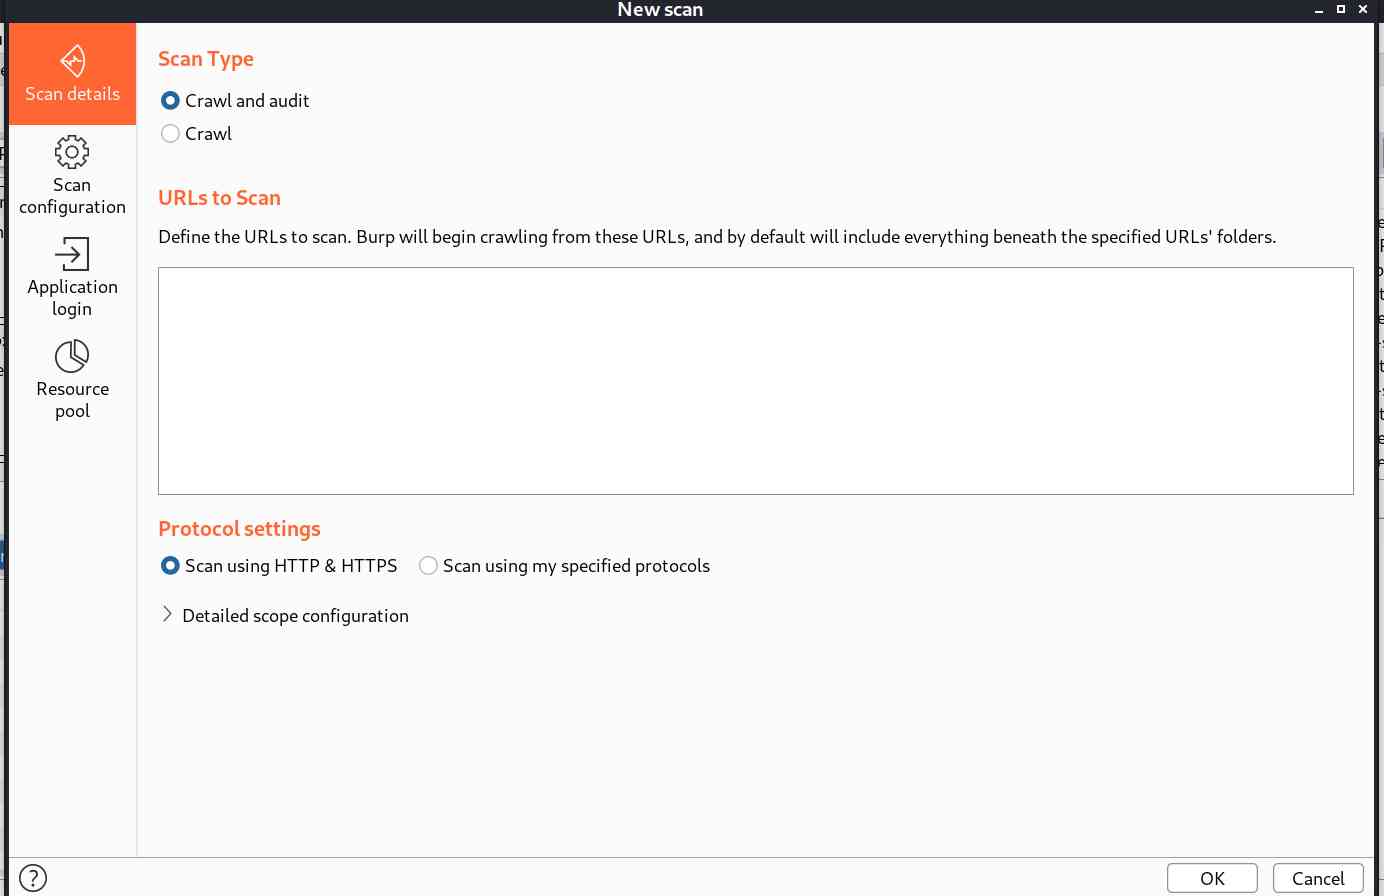 New scan
Scan details
Scan
configuration
Application
login
Resource
pool
Scan Type
Crawl and audit
Crawl
URLs to Scan
Define the URLs to scan. Burp will begin crawling from these URLs, and by default will include everything beneath the specified URLs' folders.
Protocol settings
Scan using HTTP & HTTPS Scan using my specified protocols
Detailed scope configuration
?
OK Cancel